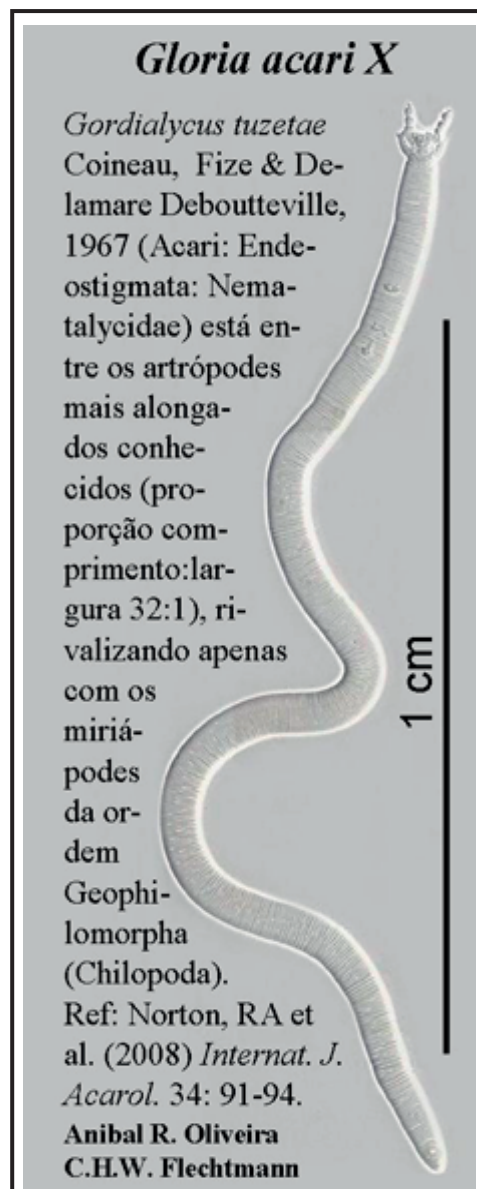 Gloria acari X
Gordialycus tuzetae
Coineau, Fize & De-
lamare Deboutteville,
1967 (Acari: Ende-
ostigmata: Nema-
talycidae) está en-
tre os artrópodes
mais alonga-
dos conhe-
cidos (pro-
porção com-
primento:lar-
gura 32:1), ri-
valizando apenas
com os
miriá-
podes
da or-
dem
Geophi-
lomorpha
(Chilopoda).
Ref: Norton, RA et
al. (2008) Internat. J.
Acarol. 34: 91-94.
Anibal R. Oliveira
C.H.W. Flechtmann
1 cm